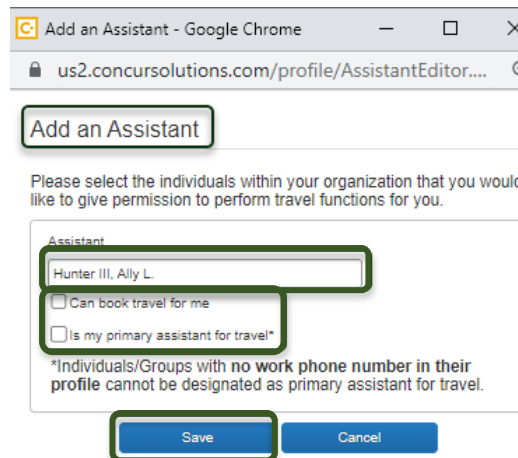 Add an Assistant - Google Chrome
us2.concursolutions.com/profile/AssistantEditor....
Add an Assistant
Please select the individuals within your organization that you would
like to give permission to perform travel functions for you.
Assistant
Hunter III, Ally L.
Can book travel for me
Is my primary assistant for travel*
*Individuals/Groups with no work phone number in their
profile cannot be designated as primary assistant for travel.
Save Cancel